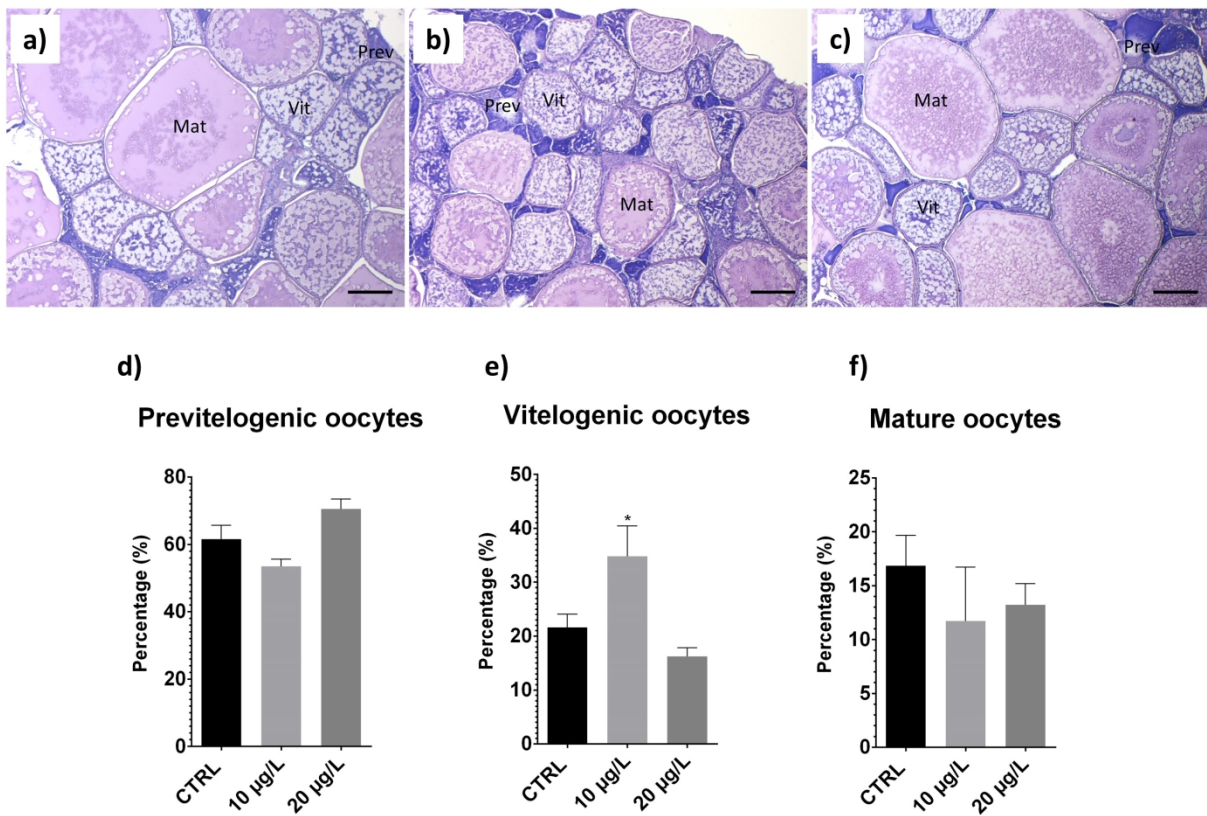 a)
Prev
Vit
Mat
b)
Prev
Vit
Mat
c)
Prev
Mat
Vit
d)
Previtelogenic oocytes
Percentage (%)
80
60
40
20
0
CTRL
10 µg/L
20 µg/L
e)
Vitelogenic oocytes
Percentage (%)
50
40
30
20
10
0
*
CTRL
10 µg/L
20 µg/L
f)
Mature oocytes
Percentage (%)
25
20
15
10
5
0
CTRL
10 µg/L
20 µg/L